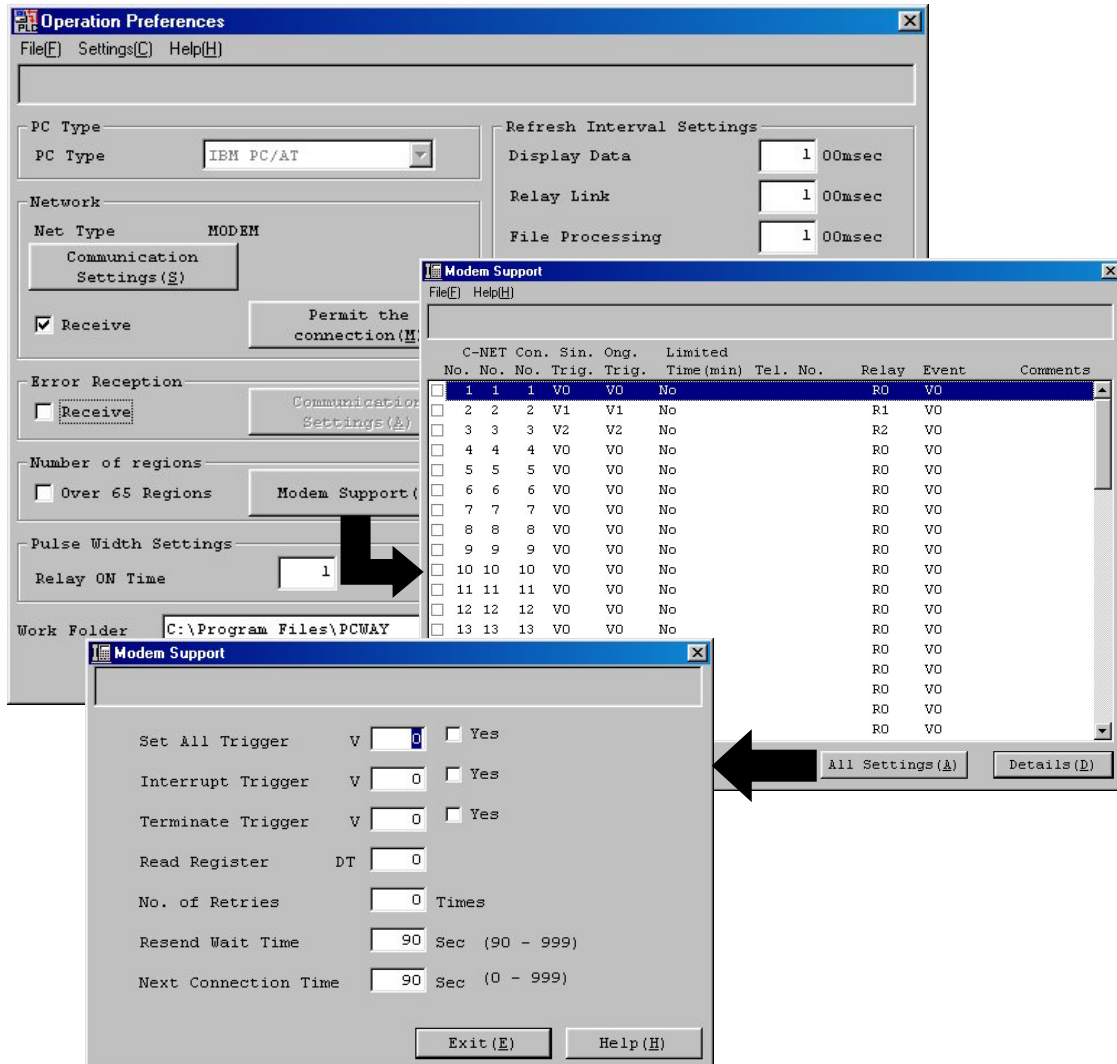 Operation Preferences
File(F) Settings(C) Help(H)
PC Type
PC Type IBM PC/AT
Network
Net Type MODEM
Communication
Settings(S)
Receive
Permit the
connection(M
Error Reception
Receive
Communication
Settings(A)
Number of regions
Over 65 Regions
Modem Support(
Pulse Width Settings
Relay ON Time 1
Work Folder C:\Program Files\PCWAY
Refresh Interval Settings
Display Data 1 00msec
Relay Link 1 00msec
File Processing 1 00msec
Modem Support
File(F) Help(H)
C-NET Con. Sin. Ong. Limited
No. No. No. Trig. Trig. Time(min) Tel. No. Relay Event Comments
1 1 1 V0 V0 No R0 V0
2 2 2 V1 V1 No R1 V0
3 3 3 V2 V2 No R2 V0
4 4 4 V0 V0 No R0 V0
5 5 5 V0 V0 No R0 V0
6 6 6 V0 V0 No R0 V0
7 7 7 V0 V0 No R0 V0
8 8 8 V0 V0 No R0 V0
9 9 9 V0 V0 No R0 V0
10 10 10 V0 V0 No R0 V0
11 11 11 V0 V0 No R0 V0
12 12 12 V0 V0 No R0 V0
13 13 13 V0 V0 No R0 V0
R0 V0
R0 V0
R0 V0
R0 V0
R0 V0
All Settings(A) Details(D)
Modem Support
Set All Trigger V 0 Yes
Interrupt Trigger V 0 Yes
Terminate Trigger V 0 Yes
Read Register DT 0
No. of Retries 0 Times
Resend Wait Time 90 Sec (90 - 999)
Next Connection Time 90 Sec (0 - 999)
Exit(E) Help(H)